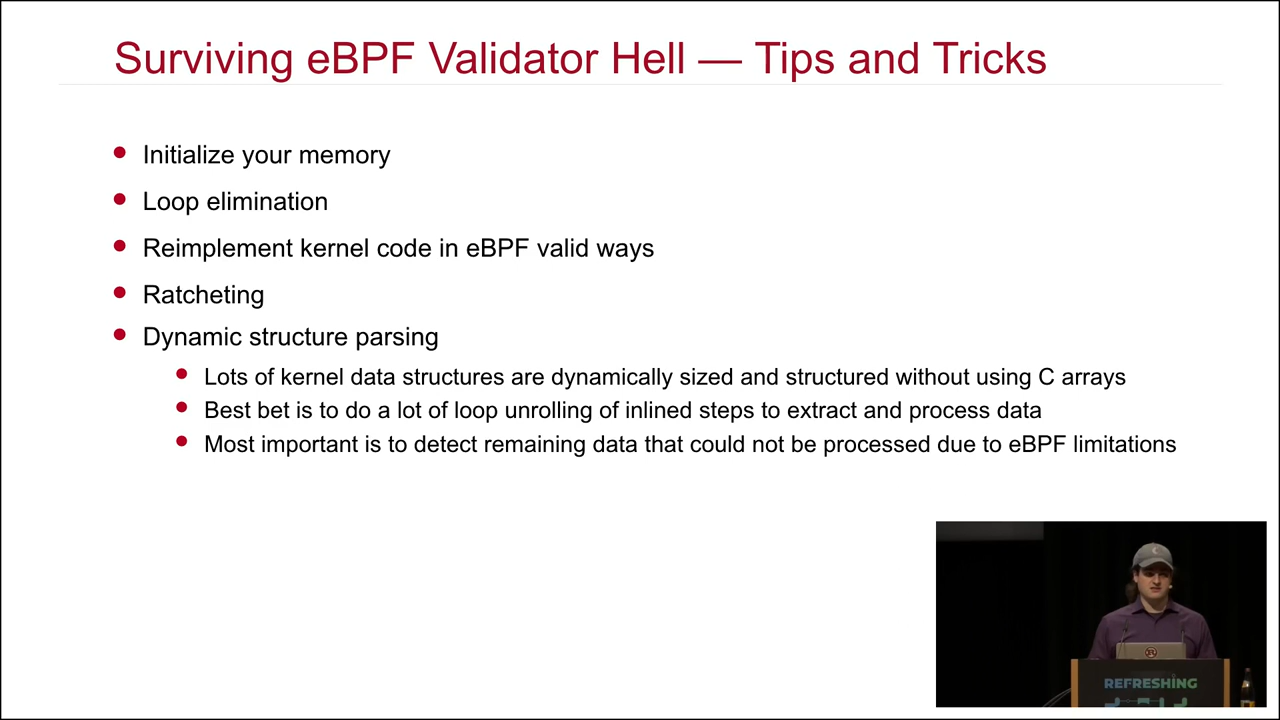 Surviving eBPF Validator Hell — Tips and Tricks
Initialize your memory
Loop elimination
Reimplement kernel code in eBPF valid ways
Ratcheting
Dynamic structure parsing
Lots of kernel data structures are dynamically sized and structured without using C arrays
Best bet is to do a lot of loop unrolling of inlined steps to extract and process data
Most important is to detect remaining data that could not be processed due to eBPF limitations
REFRESHING